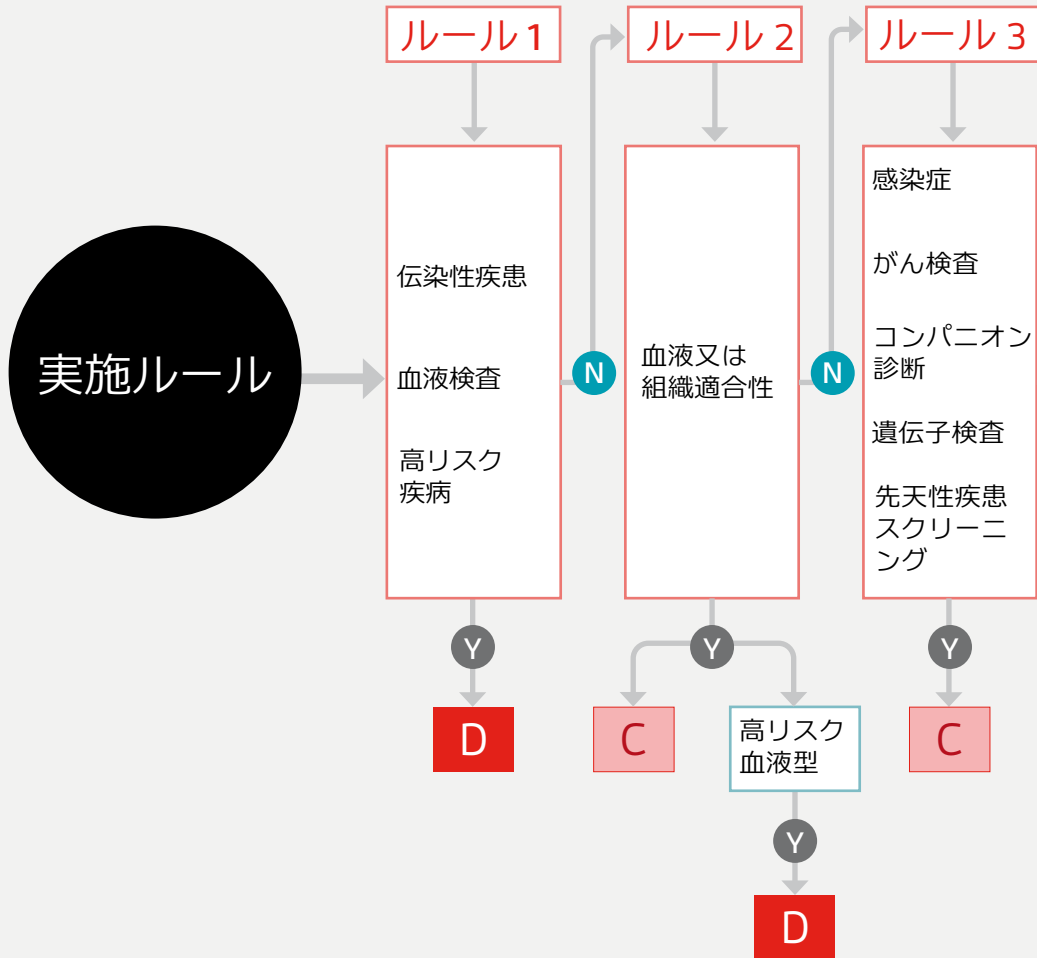 ルール 1
ルール 2
ルール 3
実施ルール
伝染性疾患
血液検査
高リスク
疾病
N
血液又は
組織適合性
N
感染症
がん検査
コンパニオン
診断
遺伝子検査
先天性疾患
スクリーニ
ング
Y
Y
Y
D
C
高リスク
血液型
C
Y
D